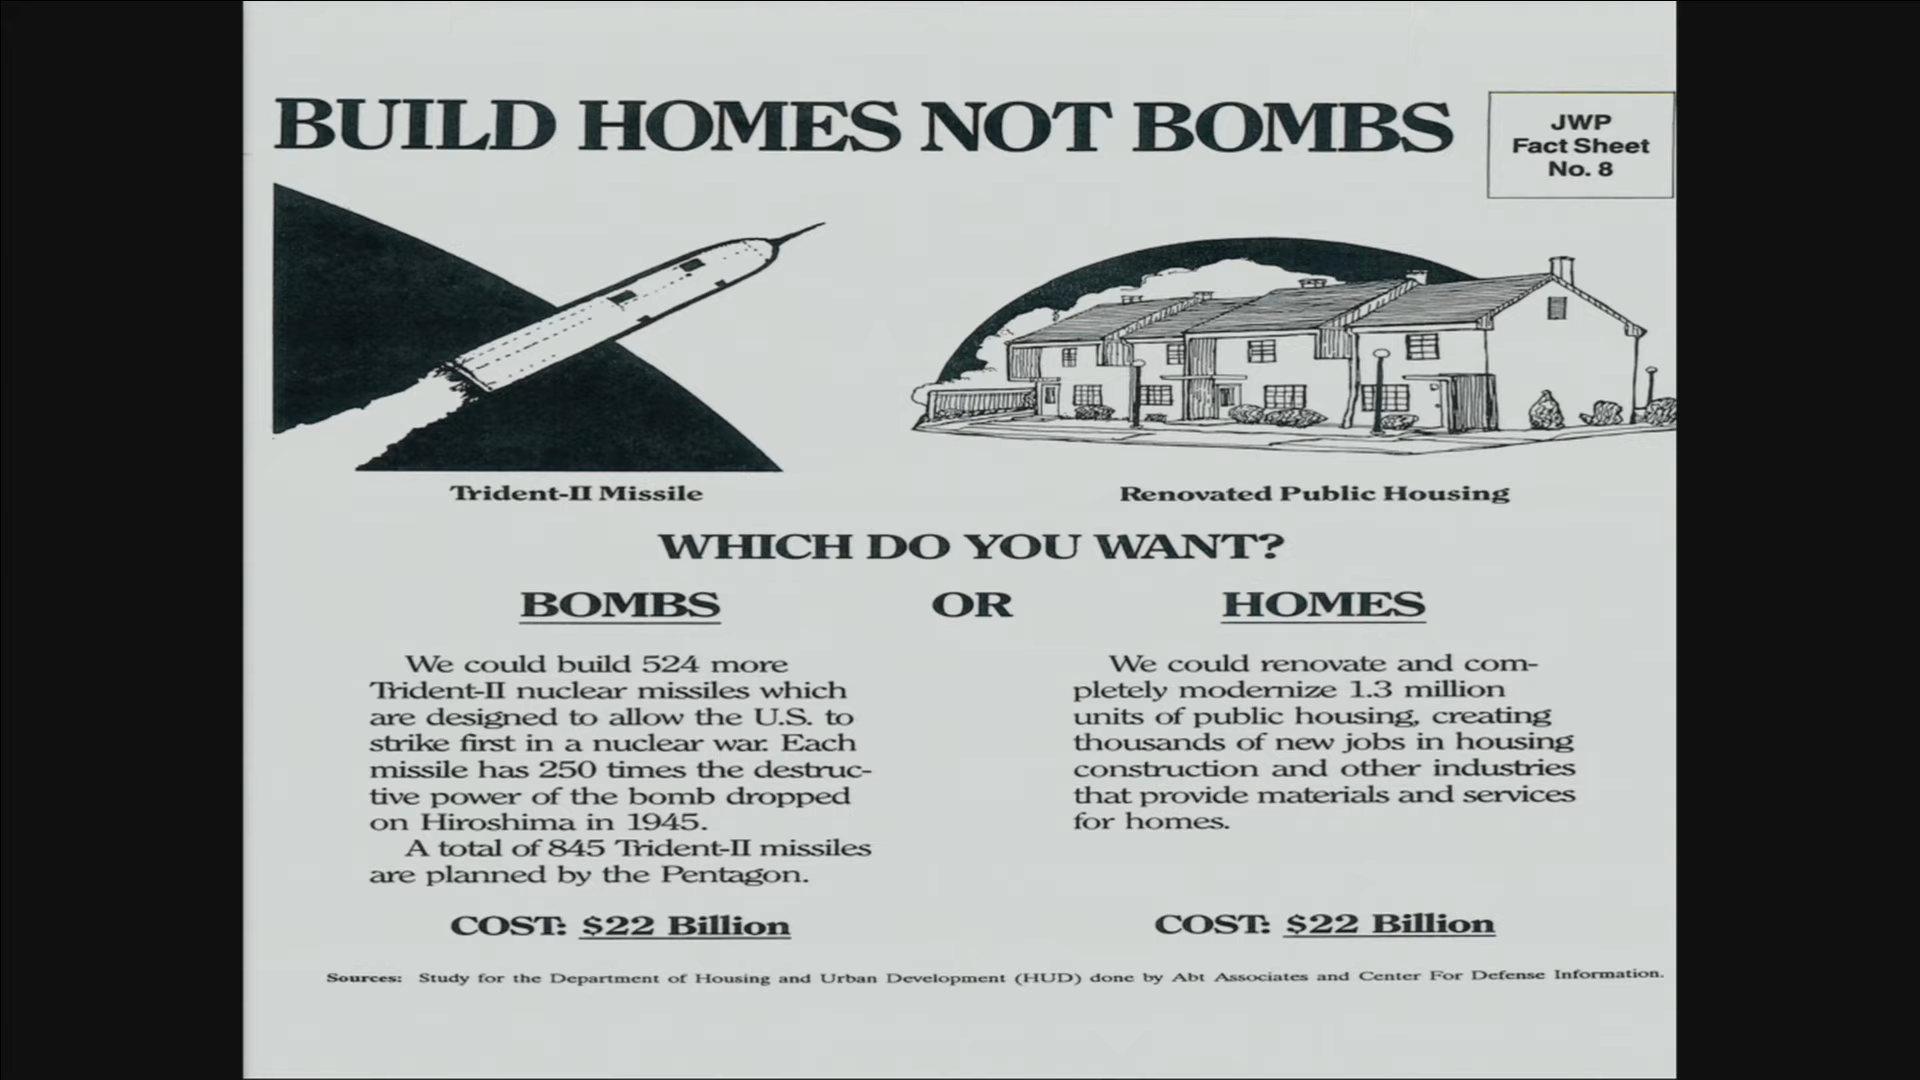 BUILD HOMES NOT BOMBS
JWP
Fact Sheet
No. 8
Trident-II Missile
Renovated Public Housing
WHICH DO YOU WANT?
BOMBS
OR
HOMES
We could build 524 more
Trident-II nuclear missiles which
are designed to allow the U.S. to
strike first in a nuclear war. Each
missile has 250 times the destruc-
tive power of the bomb dropped
on Hiroshima in 1945.
A total of 845 Trident-II missiles
are planned by the Pentagon.
COST: $22 Billion
We could renovate and com-
pletely modernize 1.3 million
units of public housing, creating
thousands of new jobs in housing
construction and other industries
that provide materials and services
for homes.
COST: $22 Billion
Sources: Study for the Department of Housing and Urban Development (HUD) done by Abt Associates and Center For Defense Information.